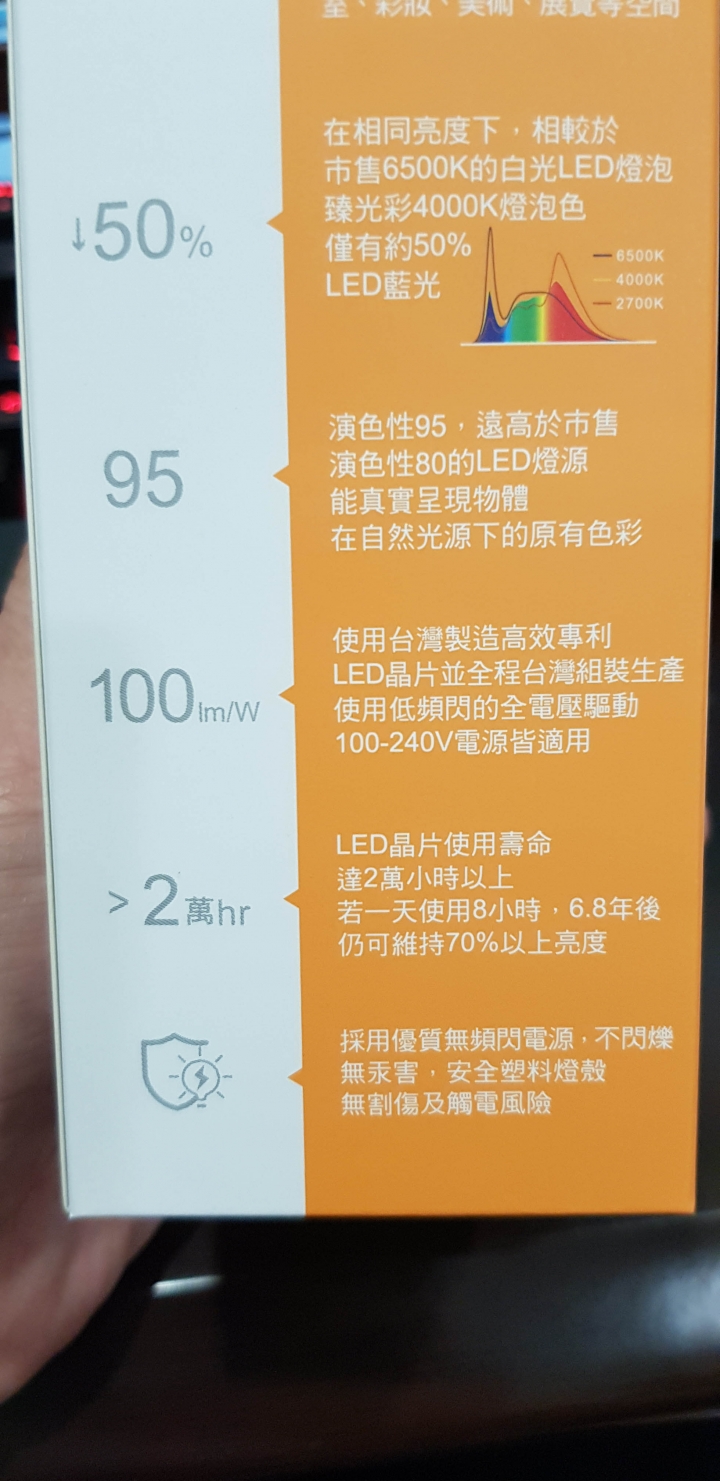 室、彩妝、美術、展覽等空間
↓50%
在相同亮度下，相較於
市售6500K的白光LED燈泡
臻光彩4000K燈泡色
僅有約50%
LED藍光
6500K
4000K
2700K
95
演色性95，遠高於市售
演色性80的LED燈源
能真實呈現物體
在自然光源下的原有色彩
100lm/W
使用台灣製造高效專利
LED晶片並全程台灣組裝生產
使用低頻閃的全電壓驅動
100-240V電源皆適用
>2萬hr
LED晶片使用壽命
達2萬小時以上
若一天使用8小時，6.8年後
仍可維持70%以上亮度
採用優質無頻閃電源，不閃爍
無汞害，安全塑料燈殼
無割傷及觸電風險